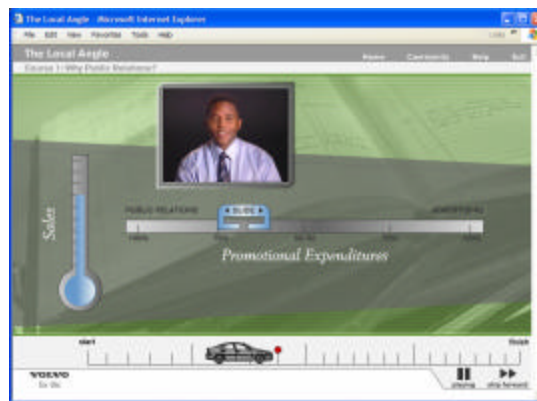 The Local Angle - Microsoft Internet Explorer
File Edit View Favorites Tools Help
The Local Angle
Home Comments Help Exit
Course 1: Why Public Relations?
PUBLIC RELATIONS
SLIDE
ADVERTISING
Sales
Promotional Expenditures
start
finish
VOLVO
playing
skip forward